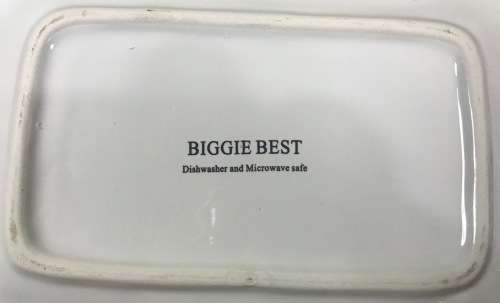 BIGGIE BEST
Dishwasher and Microwave safe